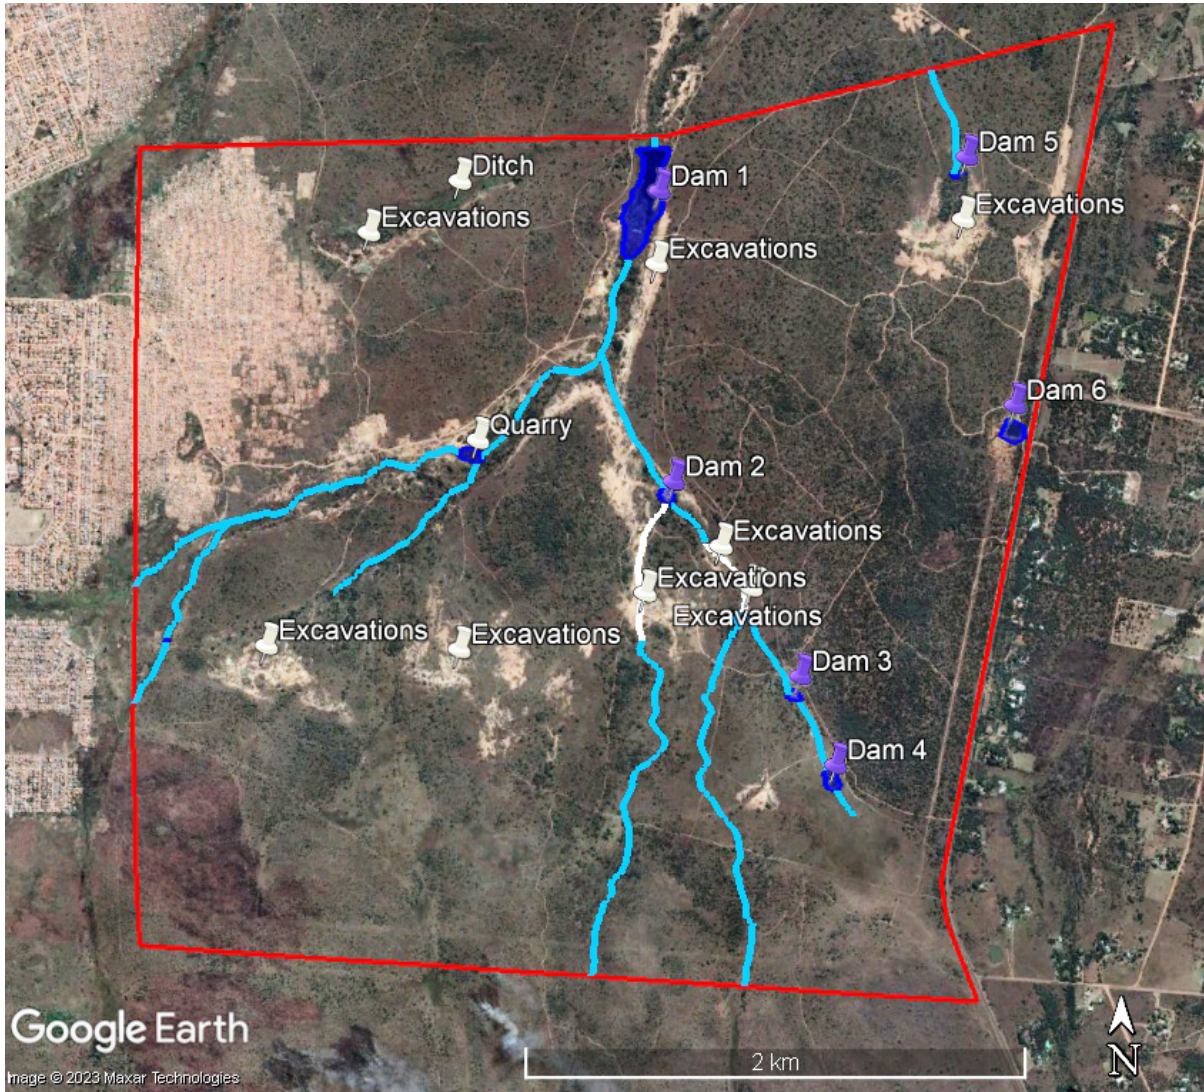 Ditch
Dam 5
Dam 1
Excavations
Excavations
Excavations
Dam 6
Quarry
Dam 2
Excavations
Excavations
Excavations
Excavations
Excavations
Dam 3
Dam 4
Google Earth
Image © 2023 Maxar Technologies
2 km
N